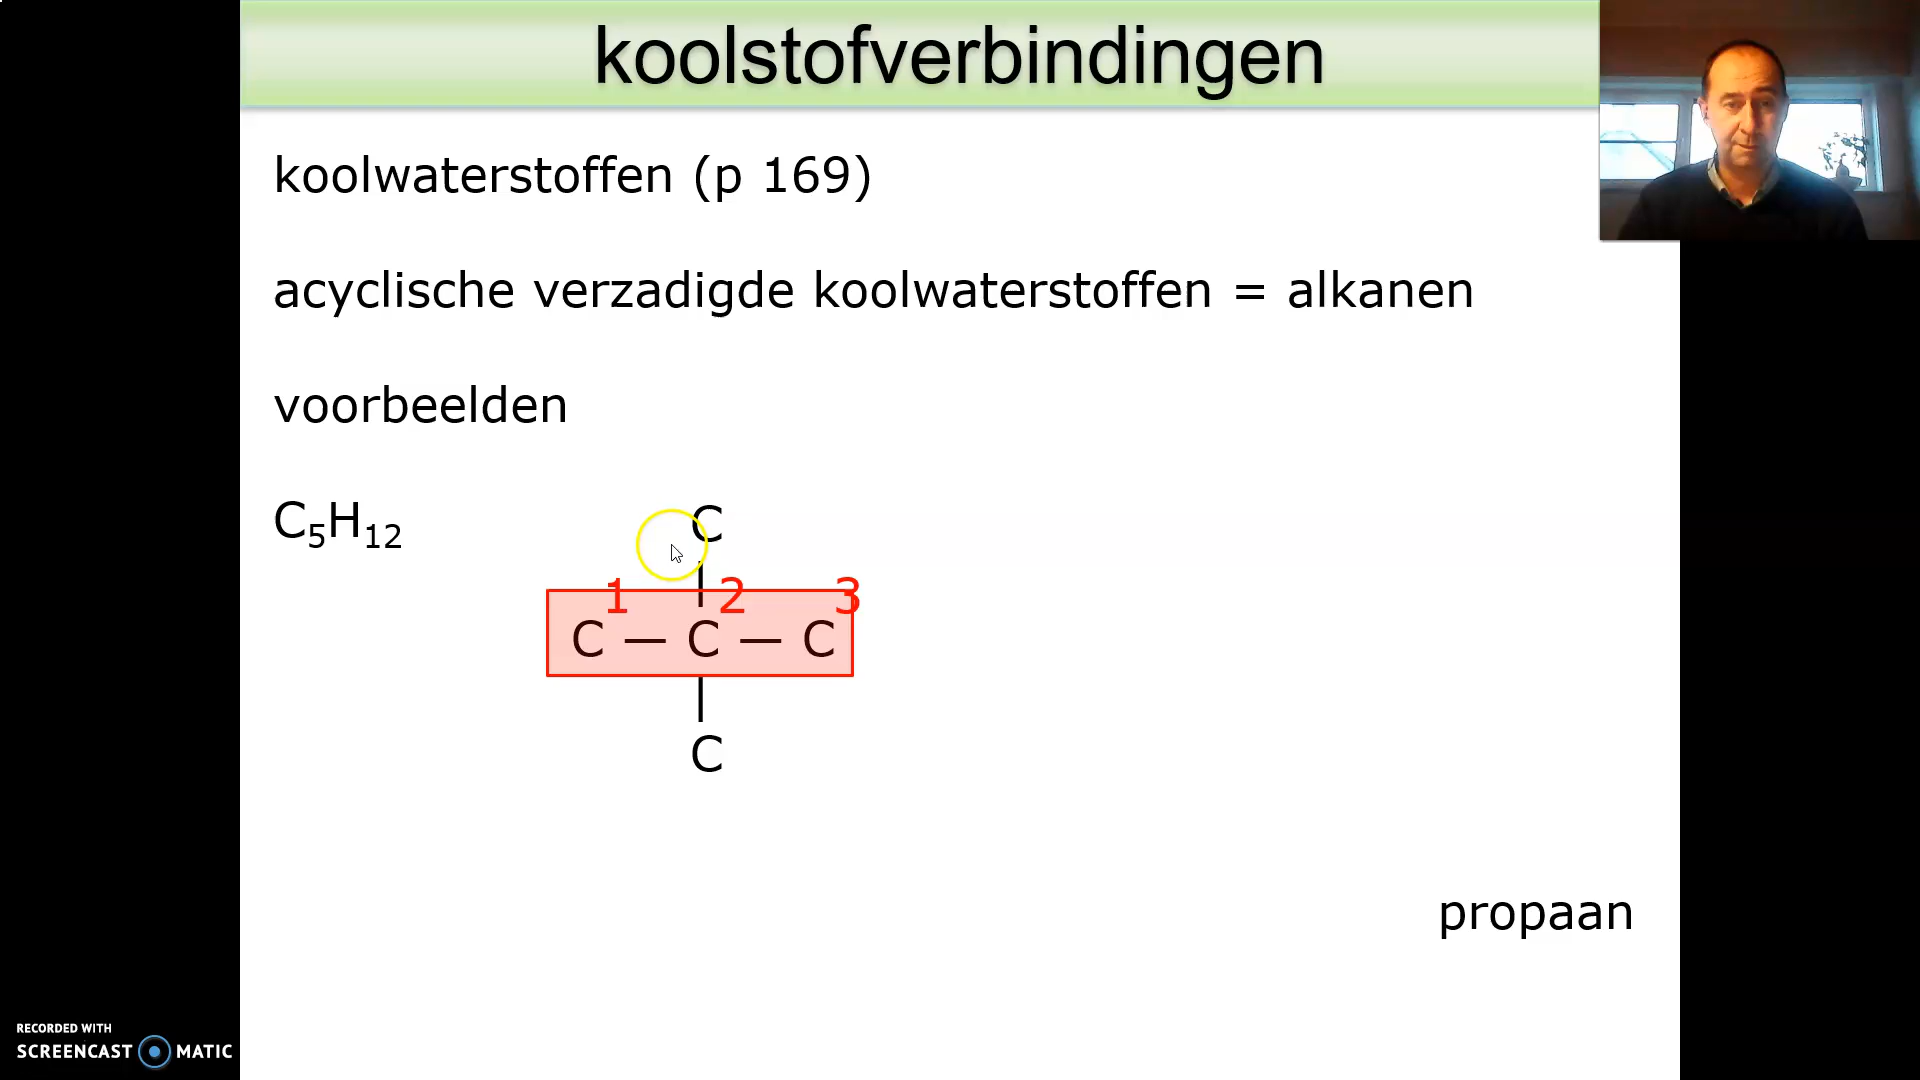 koolstofverbindingen
koolwaterstoffen (p 169)
acyclische verzadigde koolwaterstoffen = alkanen
voorbeelden
C₅H₁₂
C
1 2 3
C — C — C
C
propaan
RECORDED WITH
SCREENCAST MATIC